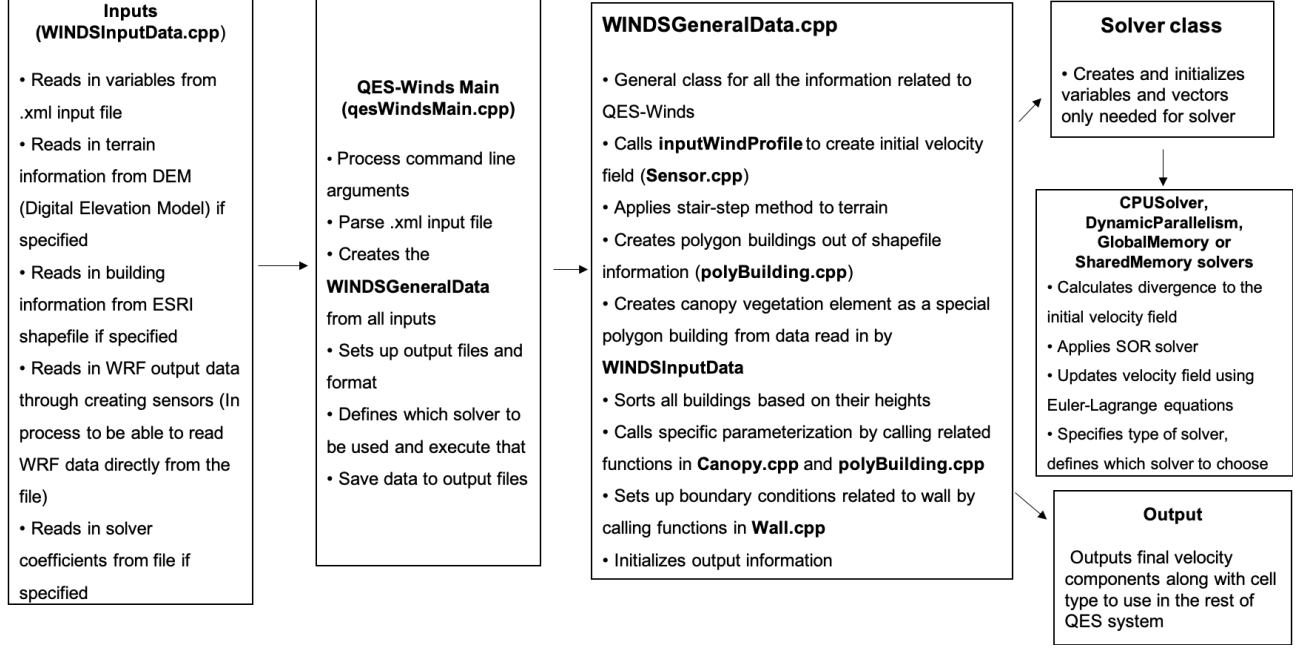 Inputs
(WINDSInputData.cpp)
• Reads in variables from
.xml input file
• Reads in terrain
information from DEM
(Digital Elevation Model) if
specified
• Reads in building
information from ESRI
shapefile if specified
• Reads in WRF output data
through creating sensors (In
process to be able to read
WRF data directly from the
file)
• Reads in solver
coefficients from file if
specified
QES-Winds Main
(qesWindsMain.cpp)
• Process command line
arguments
• Parse .xml input file
• Creates the
WINDSGeneralData
from all inputs
• Sets up output files and
format
• Defines which solver to
be used and execute that
• Save data to output files
WINDSGeneralData.cpp
• General class for all the information related to
QES-Winds
• Calls inputWindProfile to create initial velocity
field (Sensor.cpp)
• Applies stair-step method to terrain
• Creates polygon buildings out of shapefile
information (polyBuilding.cpp)
• Creates canopy vegetation element as a special
polygon building from data read in by
WINDSInputData
• Sorts all buildings based on their heights
• Calls specific parameterization by calling related
functions in Canopy.cpp and polyBuilding.cpp
• Sets up boundary conditions related to wall by
calling functions in Wall.cpp
• Initializes output information
Solver class
• Creates and initializes
variables and vectors
only needed for solver
CPUSolver,
DynamicParallelism,
GlobalMemory or
SharedMemory solvers
• Calculates divergence to the
initial velocity field
• Applies SOR solver
• Updates velocity field using
Euler-Lagrange equations
• Specifies type of solver,
defines which solver to choose
Output
Outputs final velocity
components along with cell
type to use in the rest of
QES system